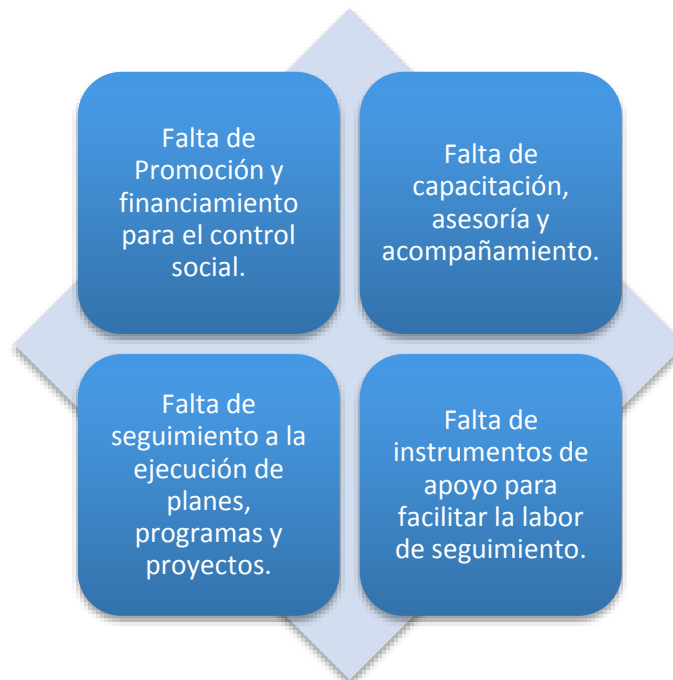 Falta de
Promoción y
financiamiento
para el control
social.
Falta de
capacitación,
asesoría y
acompañamiento.
Falta de
seguimiento a la
ejecución de
planes,
programas y
proyectos.
Falta de
instrumentos de
apoyo para
facilitar la labor
de seguimiento.